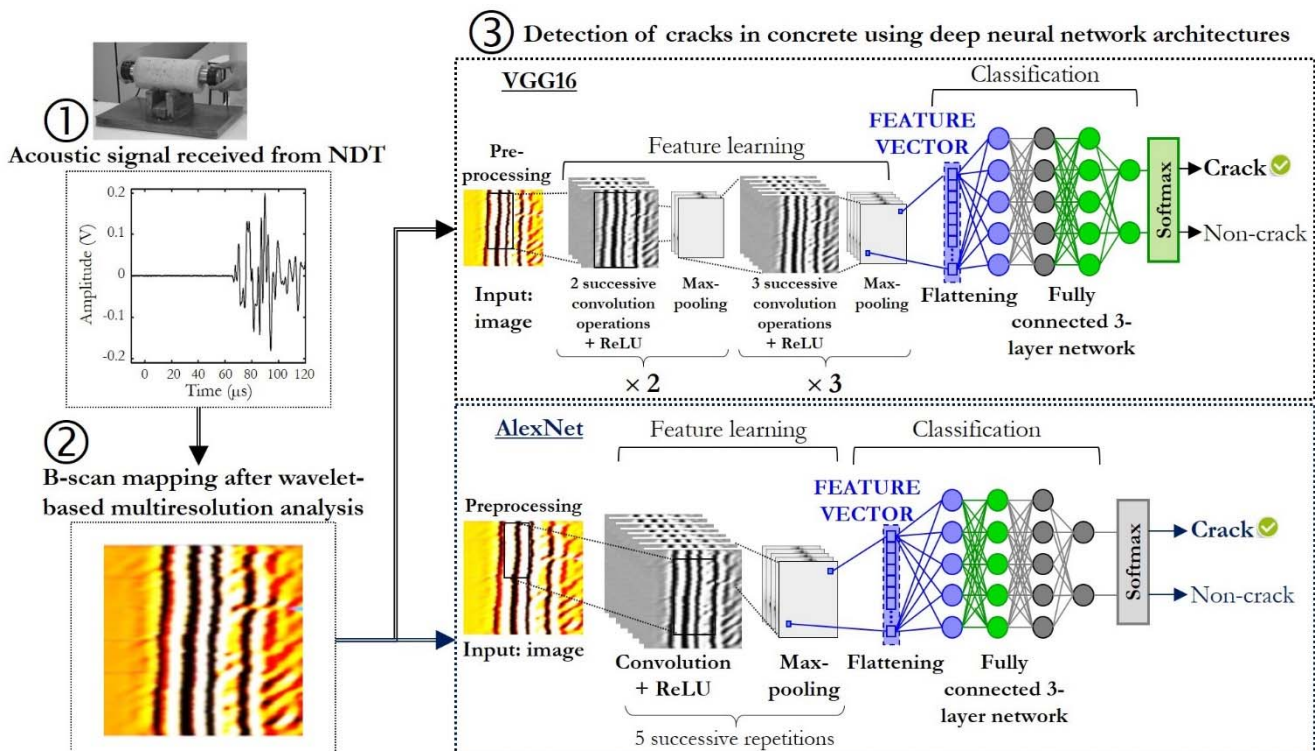 ①
Acoustic signal received from NDT
0.2
0.1
0
-0.1
-0.2
Amplitude (V)
0 20 40 60 80 100 120
Time (μs)
②
B-scan mapping after wavelet-
based multiresolution analysis
③ Detection of cracks in concrete using deep neural network architectures
VGG16
Classification
Feature learning
Pre-
processing
Input:
image
2 successive
convolution
operations
+ ReLU
Max-
pooling
3 successive
convolution
operations
+ ReLU
Max-
pooling
× 2
× 3
FEATURE
VECTOR
Flattening
Fully
connected 3-
layer network
Softmax
Crack
Non-crack
AlexNet
Feature learning
Classification
Preprocessing
Input: image
Convolution
+ ReLU
Max-
pooling
5 successive repetitions
FEATURE
VECTOR
Flattening
Fully
connected 3-
layer network
Softmax
Crack
Non-crack